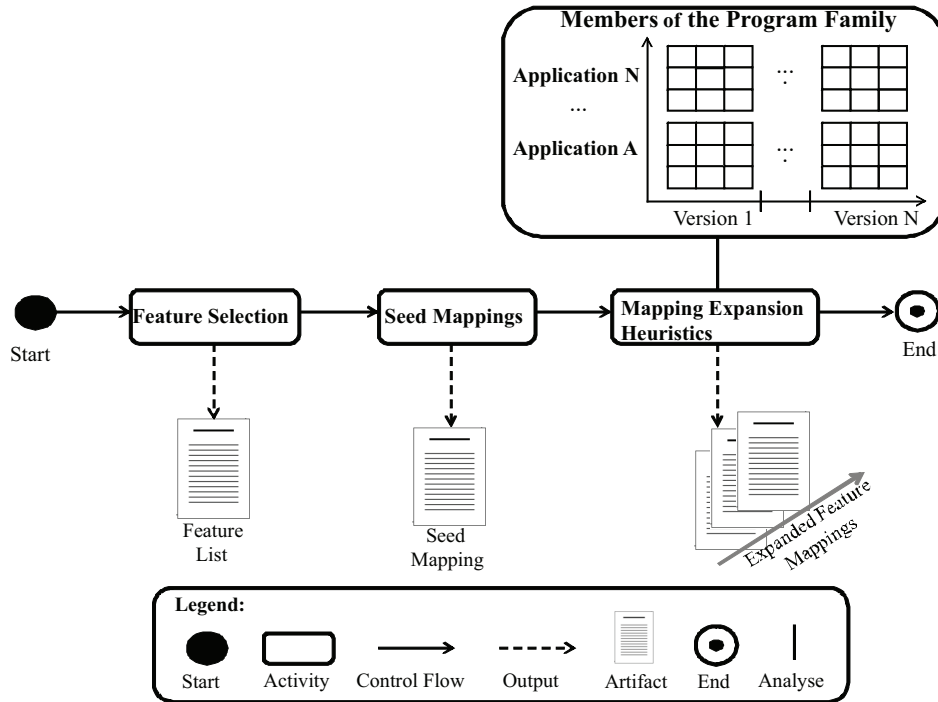 Members of the Program Family
Application N
...
...
.
Application A
...
.
Version 1
Version N
Start
Feature Selection
Seed Mappings
Mapping Expansion
Heuristics
End
Feature
List
Seed
Mapping
Expanded Feature
Mappings
Legend:
Start
Activity
Control Flow
Output
Artifact
End
Analyse